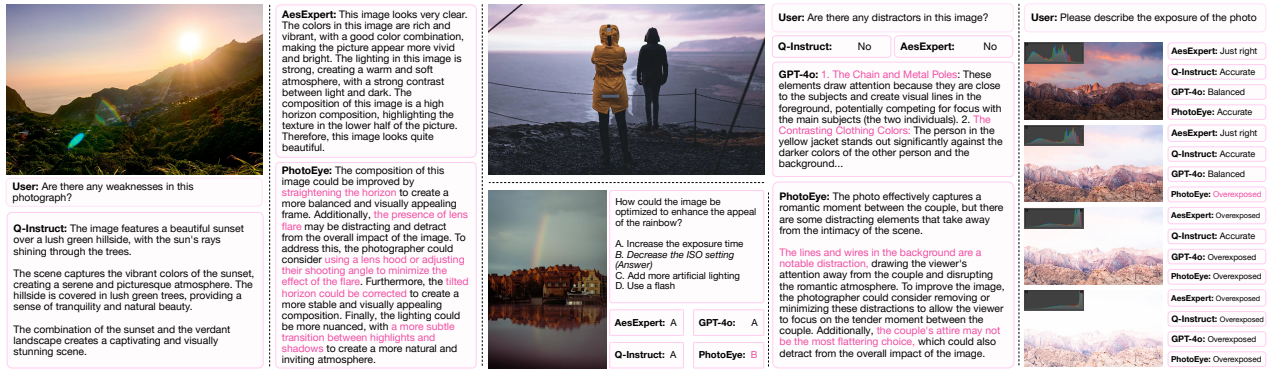 User: Are there any weaknesses in this
photograph?
Q-Instruct: The image features a beautiful sunset
over a lush green hillside, with the sun's rays
shining through the trees.
The scene captures the vibrant colors of the sunset,
creating a serene and picturesque atmosphere. The
hillside is covered in lush green trees, providing a
sense of tranquility and natural beauty.
The combination of the sunset and the verdant
landscape creates a captivating and visually
stunning scene.
AesExpert: This image looks very clear.
The colors in this image are rich and
vibrant, with a good color combination,
making the picture appear more vivid
and bright. The lighting in this image is
strong, creating a warm and soft
atmosphere, with a strong contrast
between light and dark. The
composition of this image is a high
horizon composition, highlighting the
texture in the lower half of the picture.
Therefore, this image looks quite
beautiful.
PhotoEye: The composition of this
image could be improved by
straightening the horizon to create a
more balanced and visually appealing
frame. Additionally, the presence of lens
flare may be distracting and detract
from the overall impact of the image. To
address this, the photographer could
consider using a lens hood or adjusting
their shooting angle to minimize the
effect of the flare. Furthermore, the tilted
horizon could be corrected to create a
more stable and visually appealing
composition. Finally, the lighting could
be more nuanced, with a more subtle
transition between highlights and
shadows to create a more natural and
inviting atmosphere.
How could the image be
optimized to enhance the appeal
of the rainbow?
A. Increase the exposure time
B. Decrease the ISO setting
(Answer)
C. Add more artificial lighting
D. Use a flash
AesExpert: A
GPT-4o: A
Q-Instruct: A
PhotoEye: B
User: Are there any distractors in this image?
Q-Instruct: No
AesExpert: No
GPT-4o: 1. The Chain and Metal Poles: These
elements draw attention because they are close
to the subjects and create visual lines in the
foreground, potentially competing for focus with
the main subjects (the two individuals). 2. The
Contrasting Clothing Colors: The person in the
yellow jacket stands out significantly against the
darker colors of the other person and the
background...
PhotoEye: The photo effectively captures a
romantic moment between the couple, but there
are some distracting elements that take away
from the intimacy of the scene.
The lines and wires in the background are a
notable distraction, drawing the viewer's
attention away from the couple and disrupting
the romantic atmosphere. To improve the image,
the photographer could consider removing or
minimizing these distractions to allow the viewer
to focus on the tender moment between the
couple. Additionally, the couple's attire may not
be the most flattering choice, which could also
detract from the overall impact of the image.
User: Please describe the exposure of the photo
AesExpert: Just right
Q-Instruct: Accurate
GPT-4o: Balanced
PhotoEye: Accurate
AesExpert: Just right
Q-Instruct: Accurate
GPT-4o: Balanced
PhotoEye: Overexposed
AesExpert: Overexposed
Q-Instruct: Accurate
GPT-4o: Overexposed
PhotoEye: Overexposed
AesExpert: Overexposed
Q-Instruct: Overexposed
GPT-4o: Overexposed
PhotoEye: Overexposed